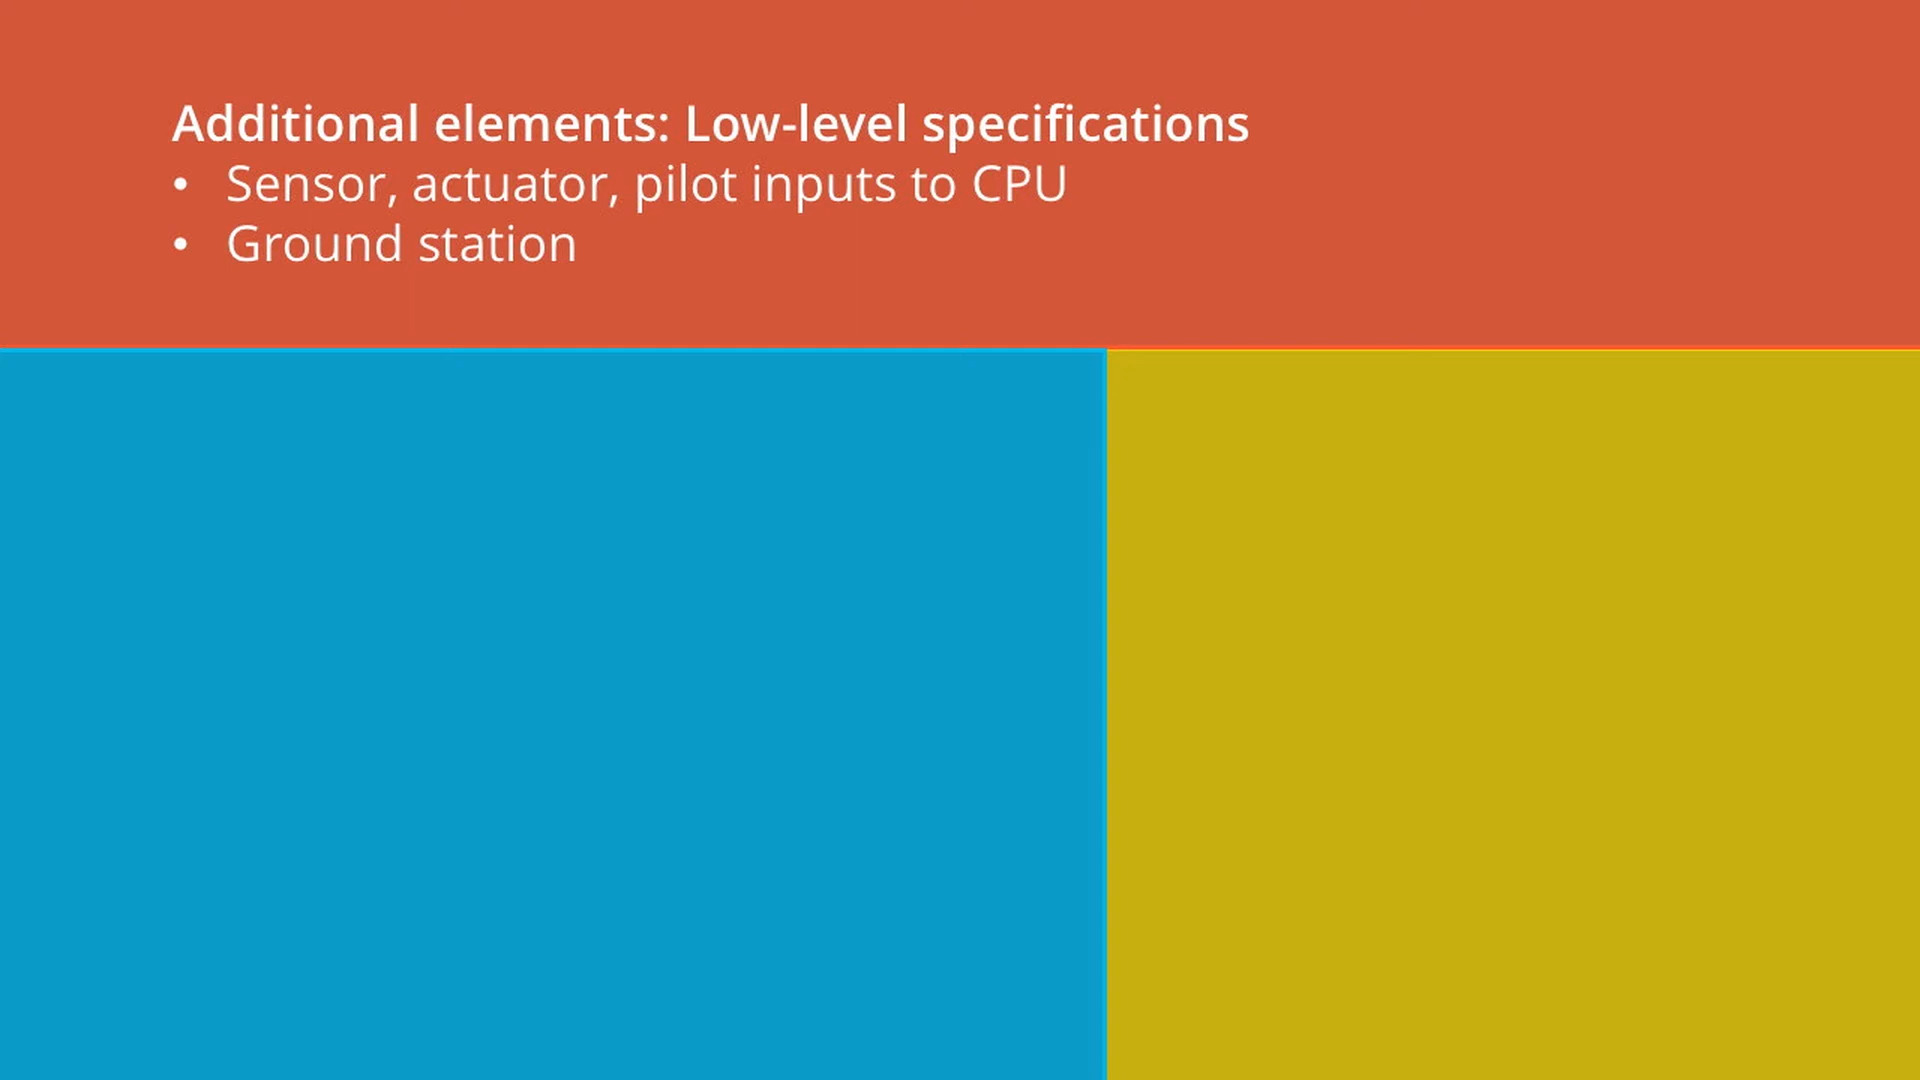 Additional elements: Low-level specifications
• Sensor, actuator, pilot inputs to CPU
• Ground station